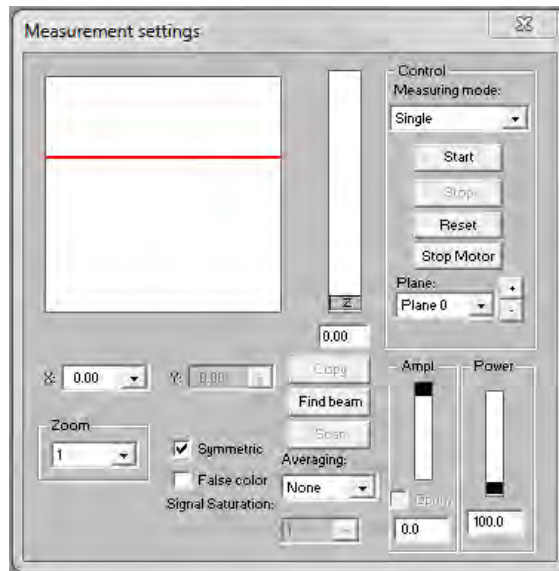 Measurement settings
Control
Measuring mode:
Single
Start
Stop
Reset
Stop Motor
Plane:
Plane 0
+
-
Z
0.00
X: 0.00
Y: 0.00
Copy
Find beam
Scan
Zoom
1
Symmetric
False color
Signal Saturation:
Averaging:
None
1
Ampl.
0.0
Power
100.0